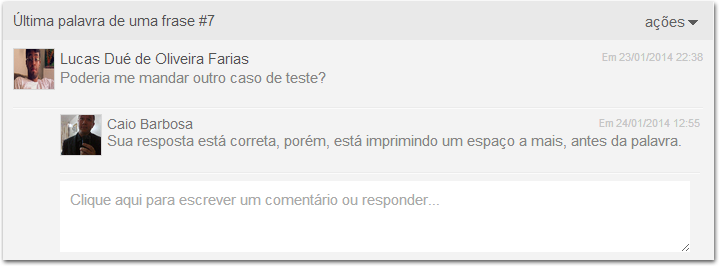 Última palavra de uma frase #7
ações
Lucas Dué de Oliveira Farias
Em 23/01/2014 22:38
Poderia me mandar outro caso de teste?
Caio Barbosa
Em 24/01/2014 12:55
Sua resposta está correta, porém, está imprimindo um espaço a mais, antes da palavra.
Clique aqui para escrever um comentário ou responder...